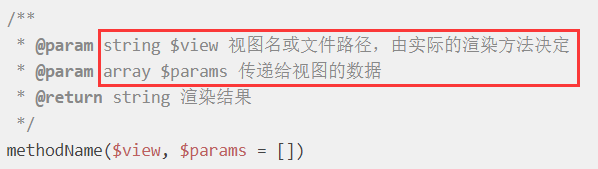 /**
* @param string $view 视图名或文件路径，由实际的渲染方法决定
* @param array $params 传递给视图的数据
* @return string 渲染结果
*/
methodName($view, $params = [])